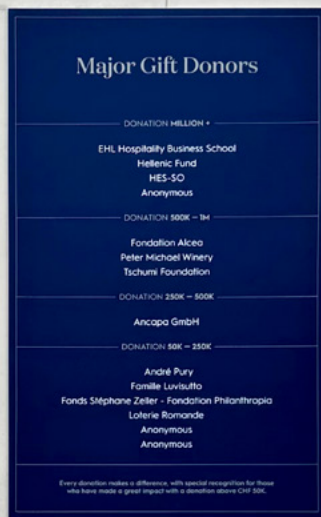 Major Gift Donors
DONATION MILLION +
EHL Hospitality Business School
Hellenic Fund
HES-SO
Anonymous
DONATION 500K – 1M
Fondation Alcea
Peter Michael Winery
Tschumi Foundation
DONATION 250K – 500K
Ancapa GmbH
DONATION 50K – 250K
André Pury
Famille Luvisutto
Fonds Stéphane Zeller - Fondation Philanthropia
Loterie Romande
Anonymous
Anonymous
Every donation makes a difference, with special recognition for those
who have made a great impact with a donation above CHF 50K.